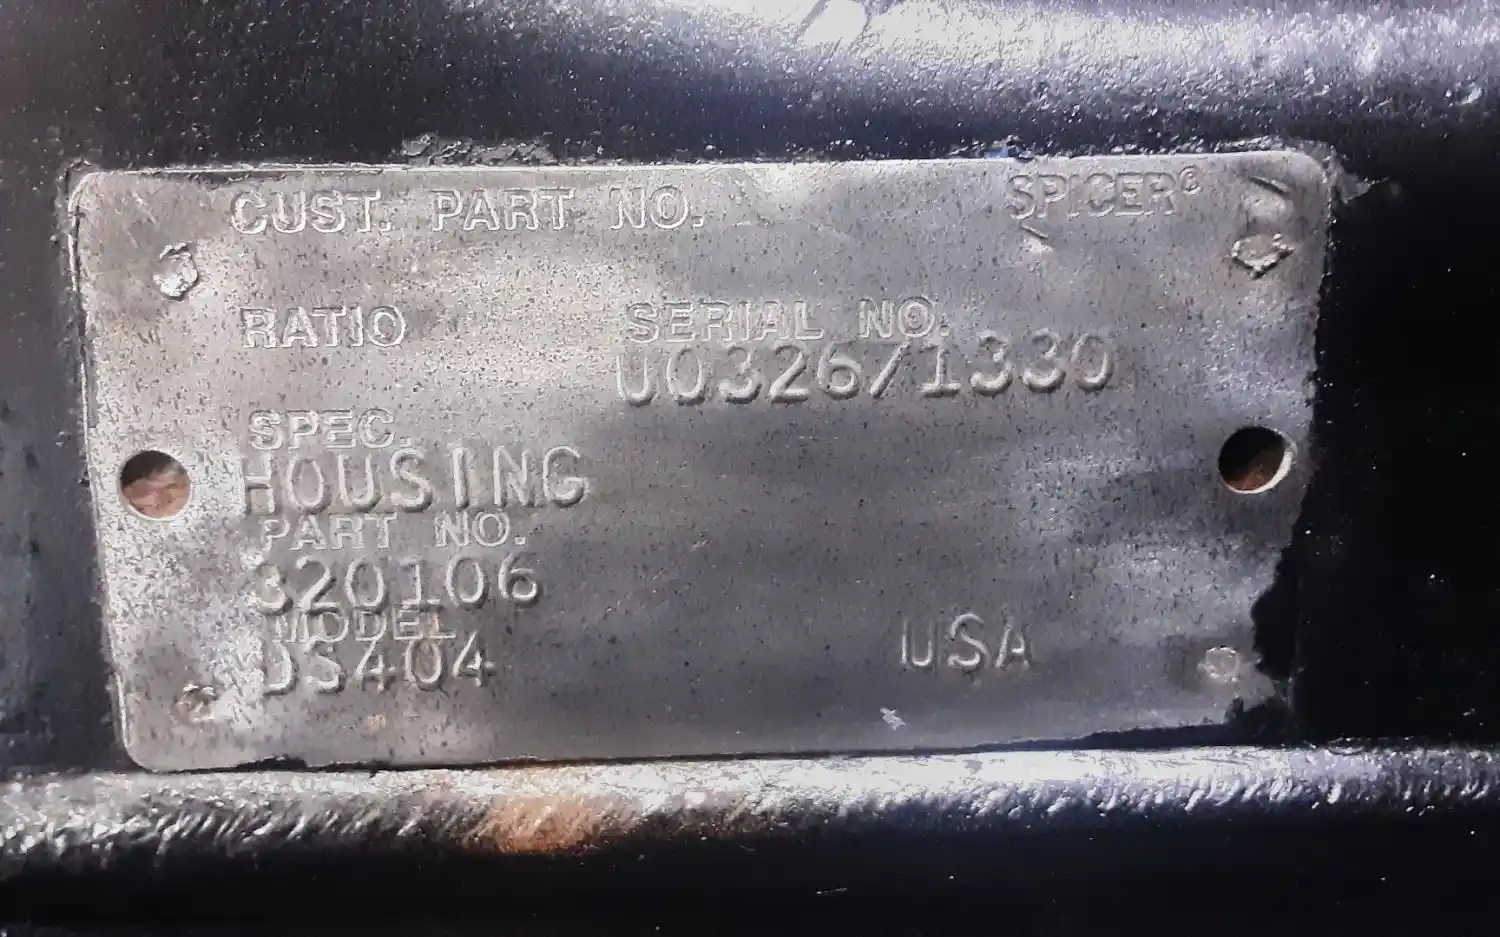 CUST. PART NO. SPICER®
RATIO SERIAL NO.
U0326/1330
SPEC.
HOUSING
PART NO.
320106
MODEL
DS404 USA